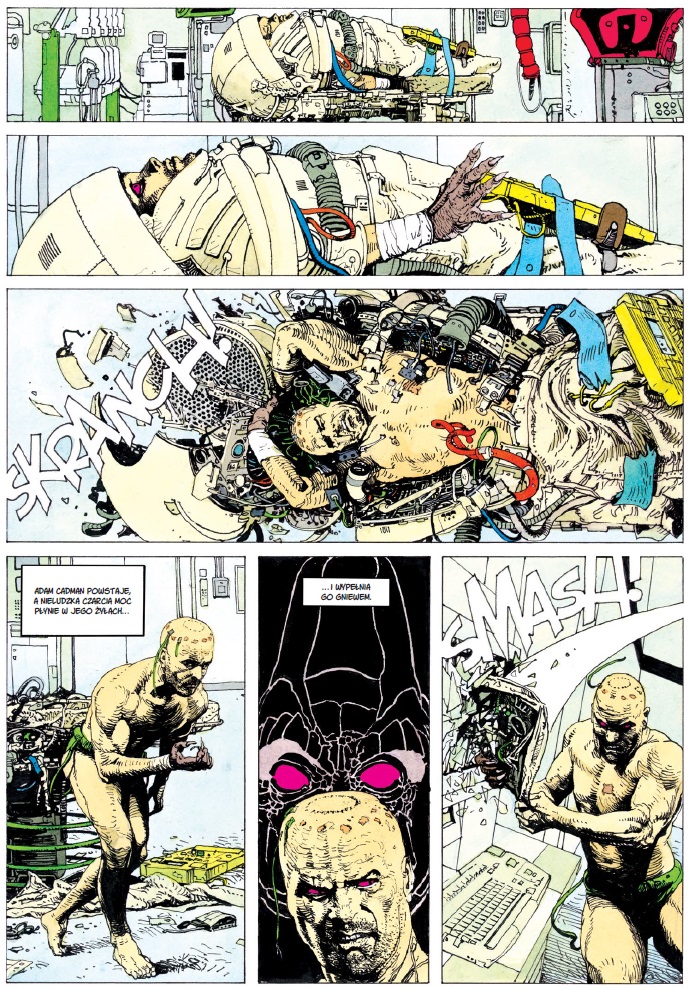 SKRANCH!
ADAM CADMAN POWSTAJE,
A NIELUDZKA CZARCIA MOC
PŁYNIE W JEGO ŻYŁACH...
...I WYPEŁNIA
GO GNIEWEM.
SMASH!